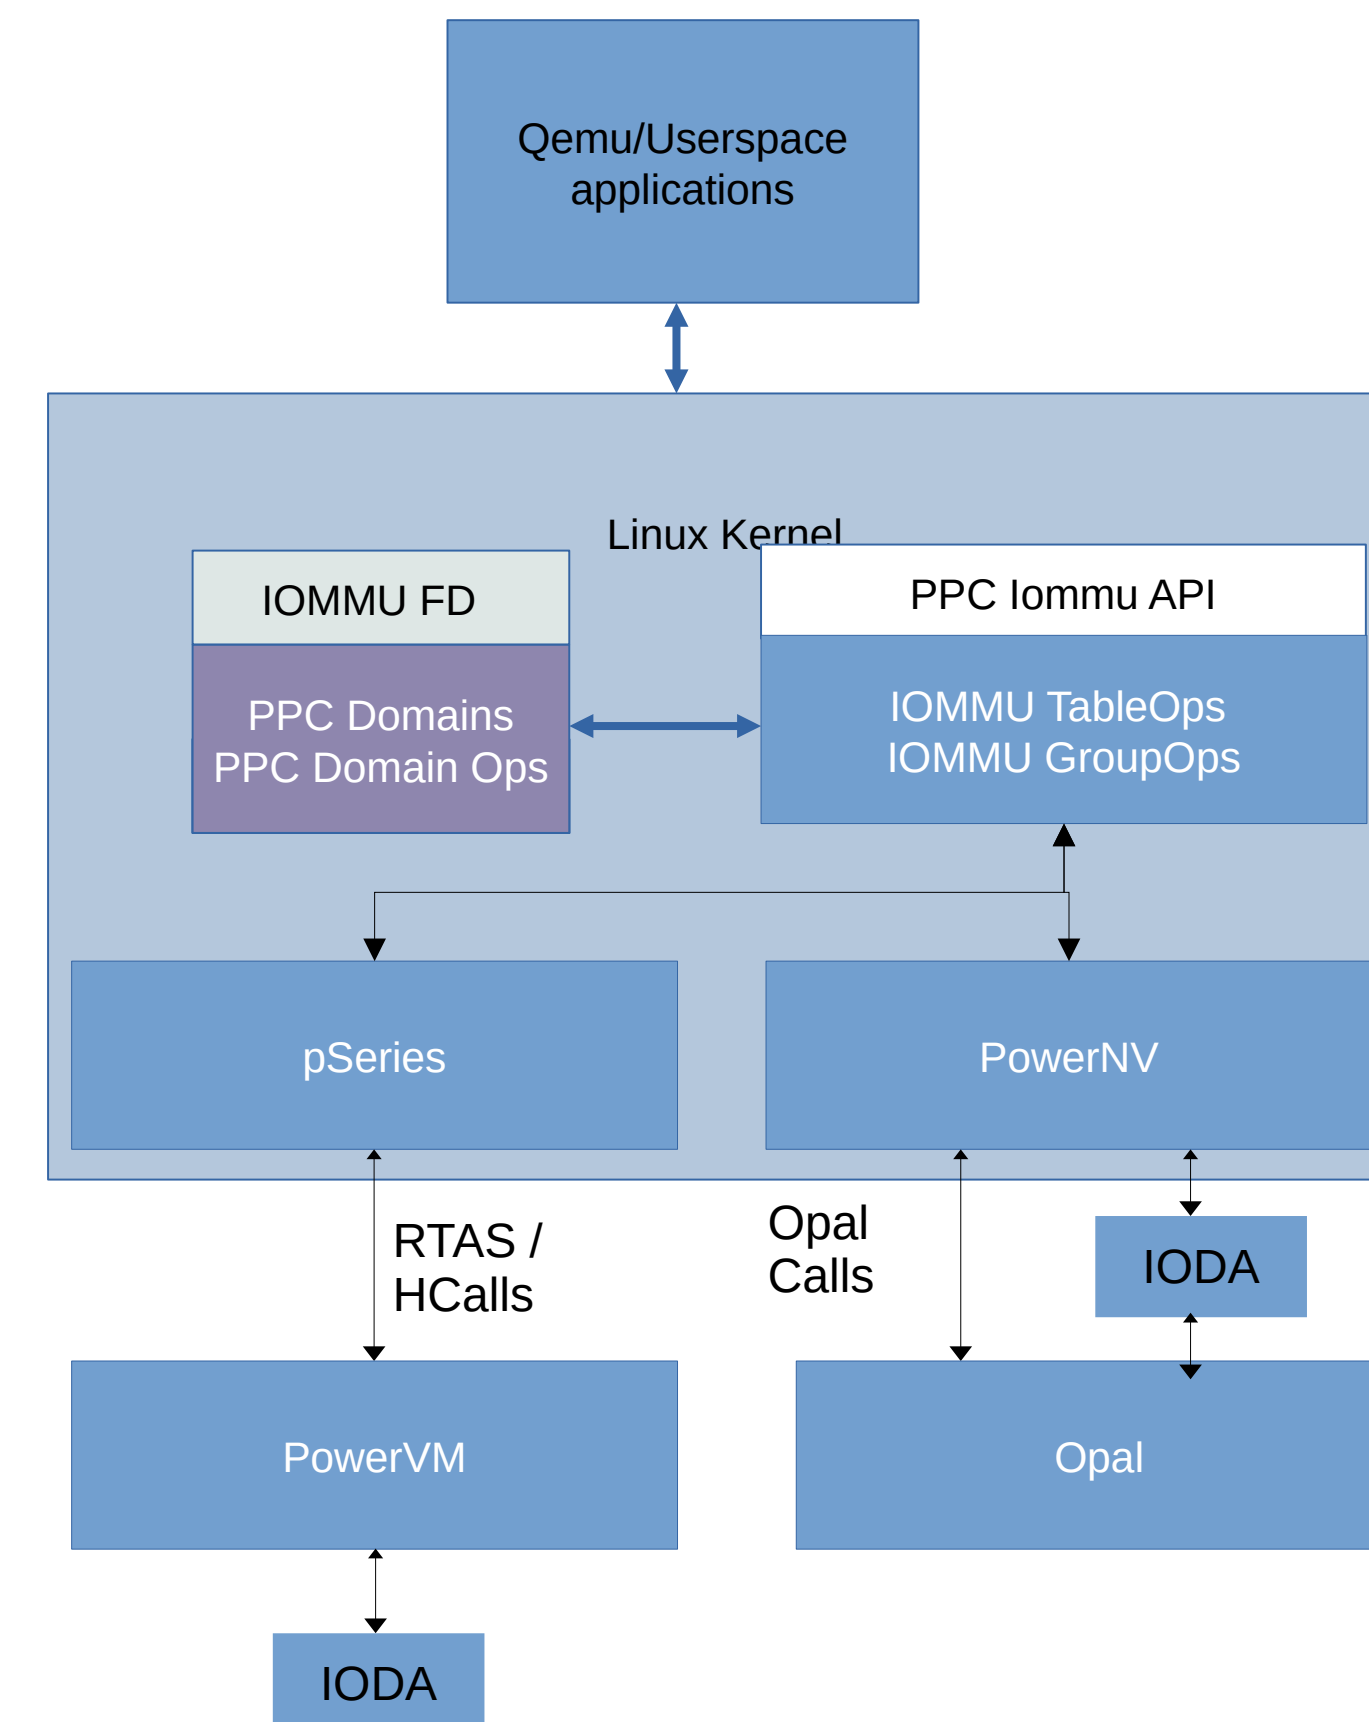 Qemu/Userspace
applications
Linux Kernel
IOMMU FD
PPC Iommu API
PPC Domains
PPC Domain Ops
IOMMU TableOps
IOMMU GroupOps
pSeries
PowerNV
RTAS /
HCalls
Opal
Calls
IODA
PowerVM
Opal
IODA